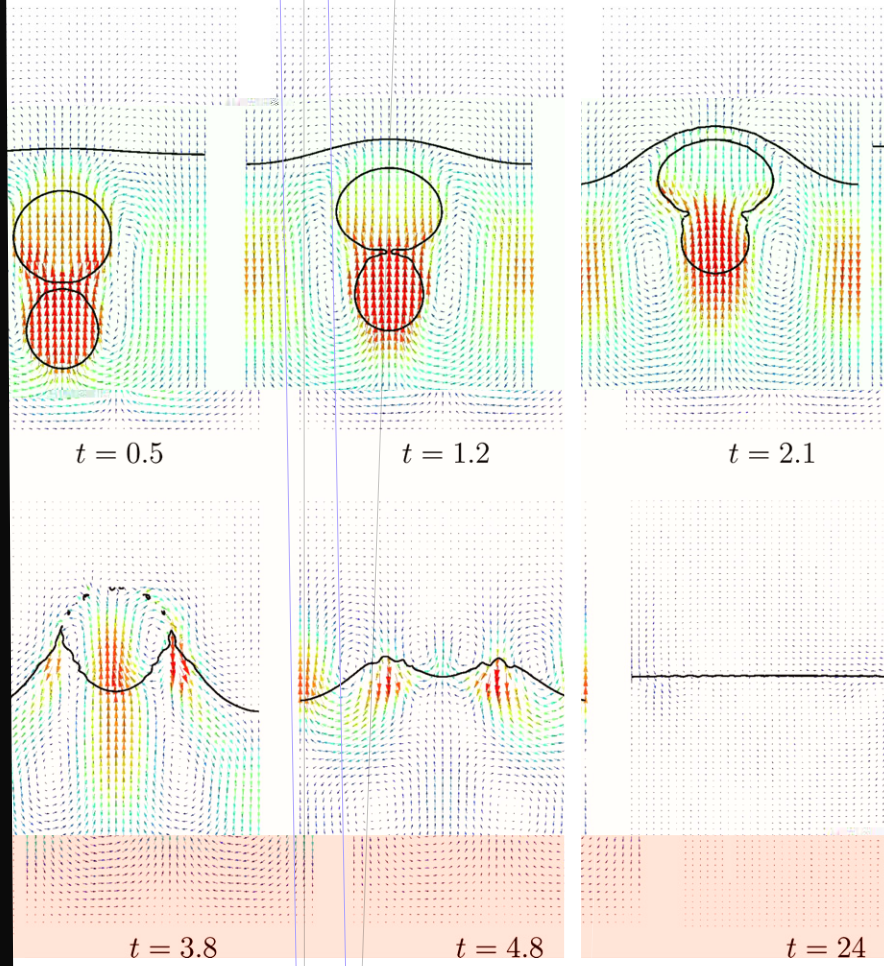 t = 0.5
t = 1.2
t = 2.1
t = 3.8
t = 4.8
t = 24